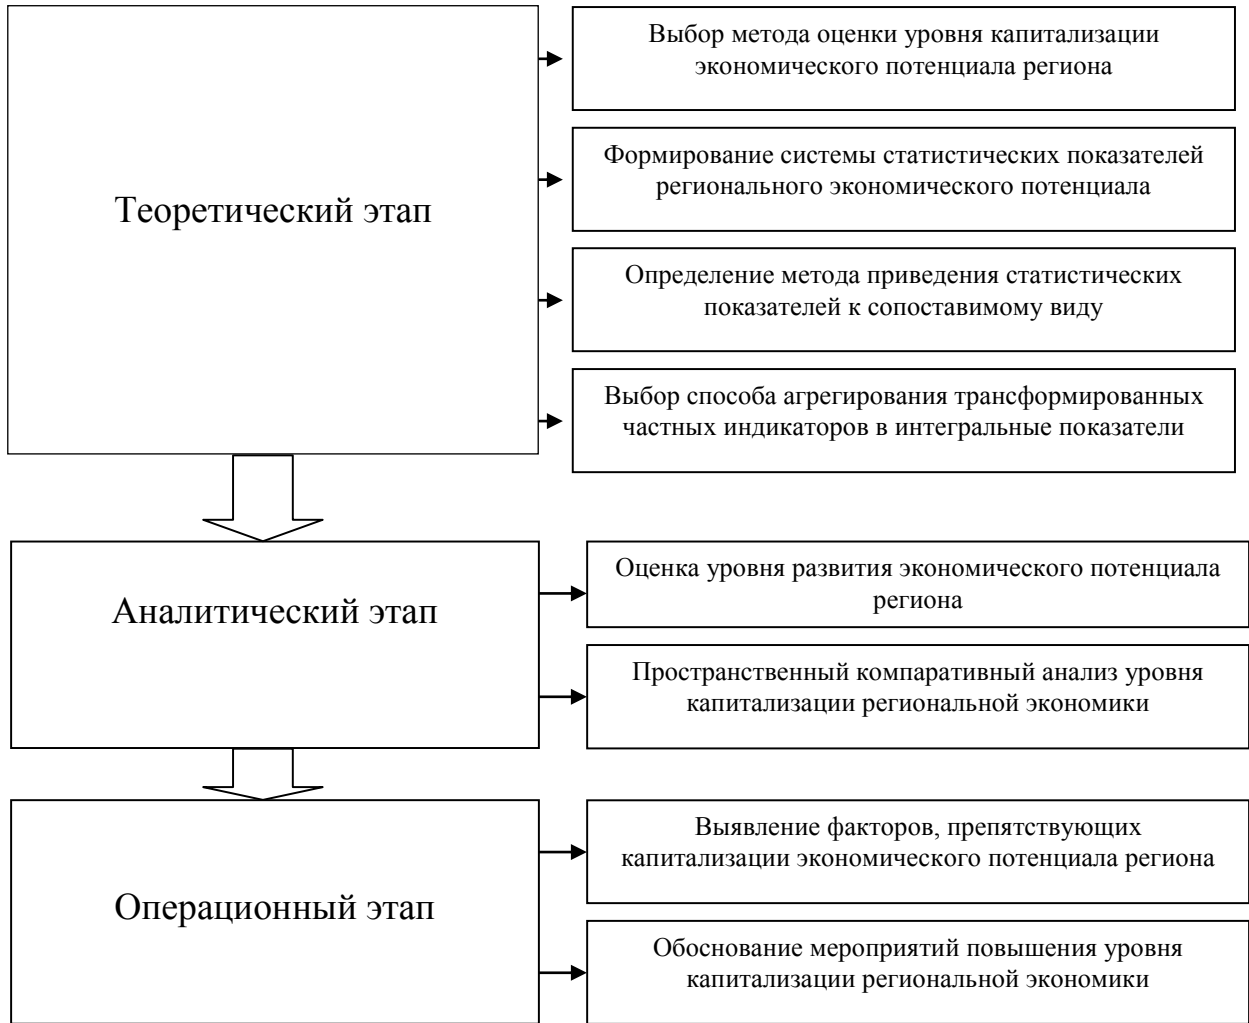 Теоретический этап
Выбор метода оценки уровня капитализации
экономического потенциала региона
Формирование системы статистических показателей
регионального экономического потенциала
Определение метода приведения статистических
показателей к сопоставимому виду
Выбор способа агрегирования трансформированных
частных индикаторов в интегральные показатели
Аналитический этап
Оценка уровня развития экономического потенциала
региона
Пространственный компаративный анализ уровня
капитализации региональной экономики
Операционный этап
Выявление факторов, препятствующих
капитализации экономического потенциала региона
Обоснование мероприятий повышения уровня
капитализации региональной экономики